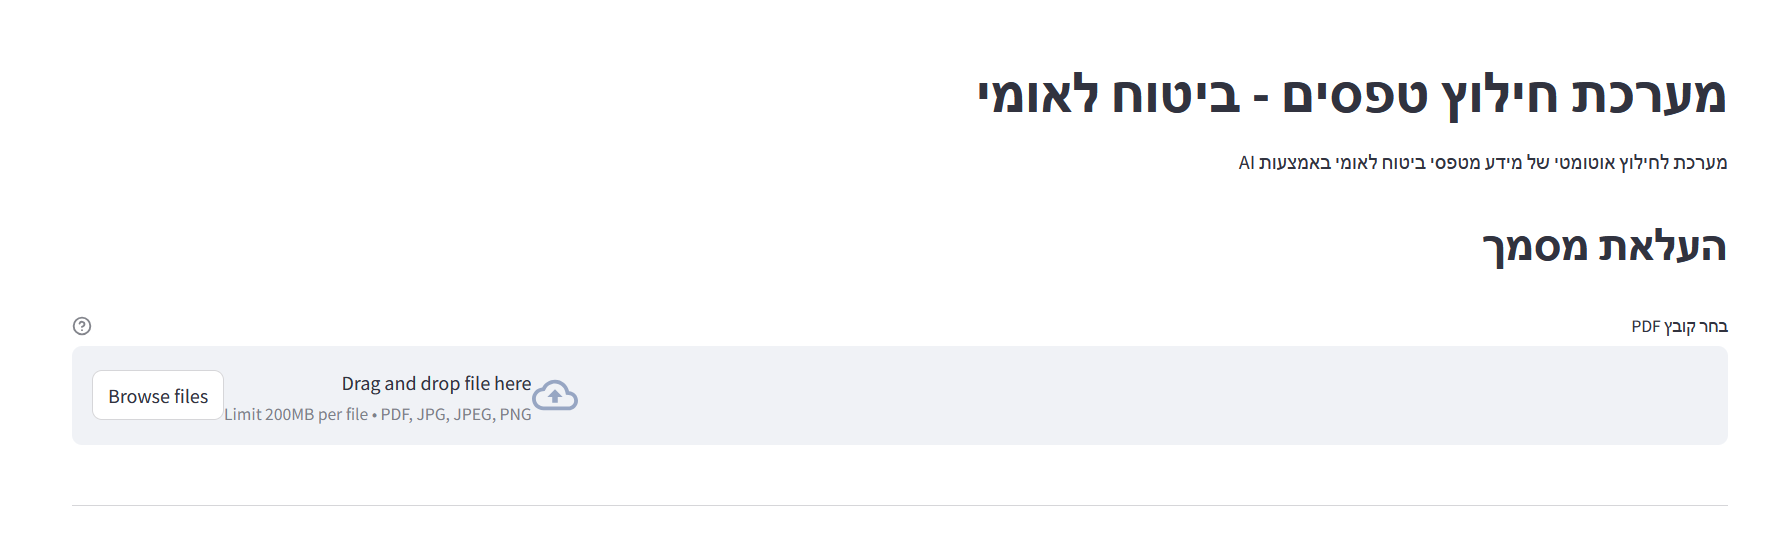 מערכת חילוץ טפסים - ביטוח לאומי
מערכת לחילוץ אוטומטי של מידע מטפסי ביטוח לאומי באמצעות AI
העלאת מסמך
בחר קובץ PDF
Drag and drop file here
Limit 200MB per file • PDF, JPG, JPEG, PNG
Browse files